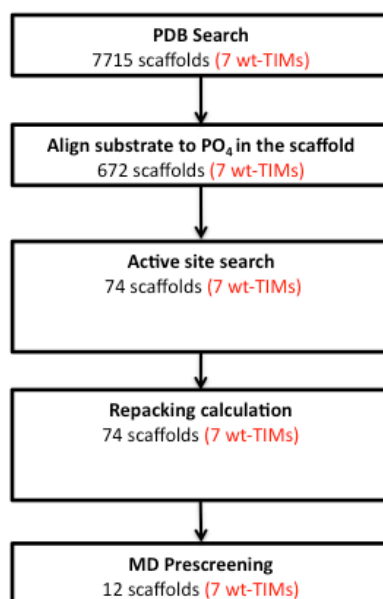 PDB Search
7715 scaffolds (7 wt-TIMs)
Align substrate to PO4 in the scaffold
672 scaffolds (7 wt-TIMs)
Active site search
74 scaffolds (7 wt-TIMs)
Repacking calculation
74 scaffolds (7 wt-TIMs)
MD Prescreening
12 scaffolds (7 wt-TIMs)